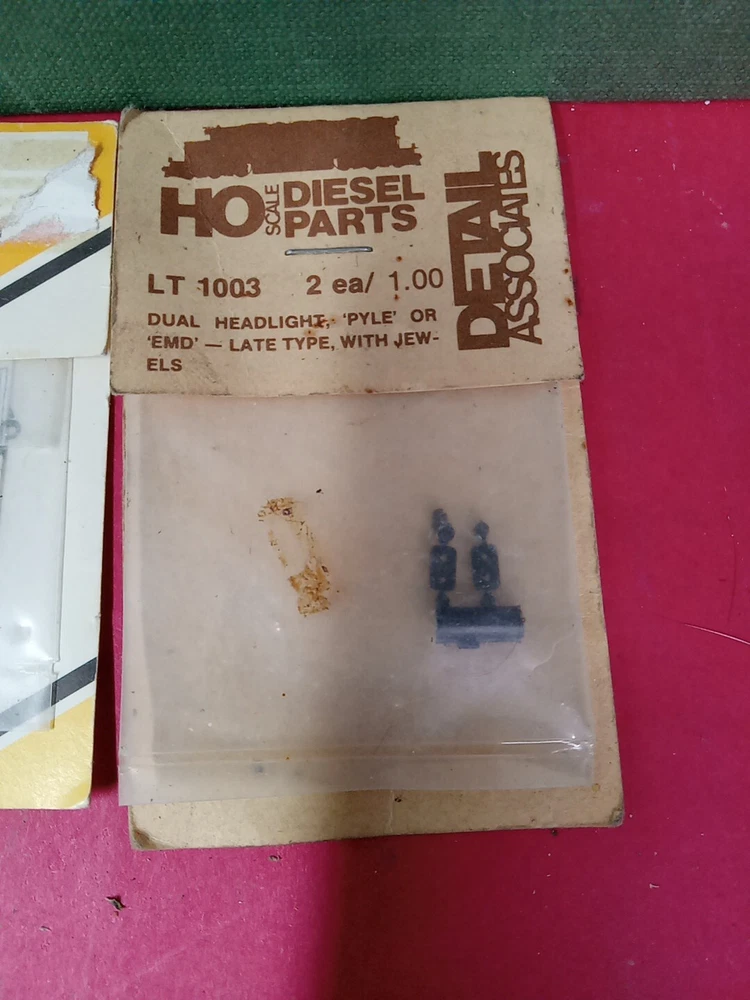 HO SCALE DIESEL PARTS
DETAIL ASSOCIATES
LT 1003 2 ea/ 1.00
DUAL HEADLIGHT, 'PYLE' OR
'EMD' — LATE TYPE, WITH JEW-
ELS